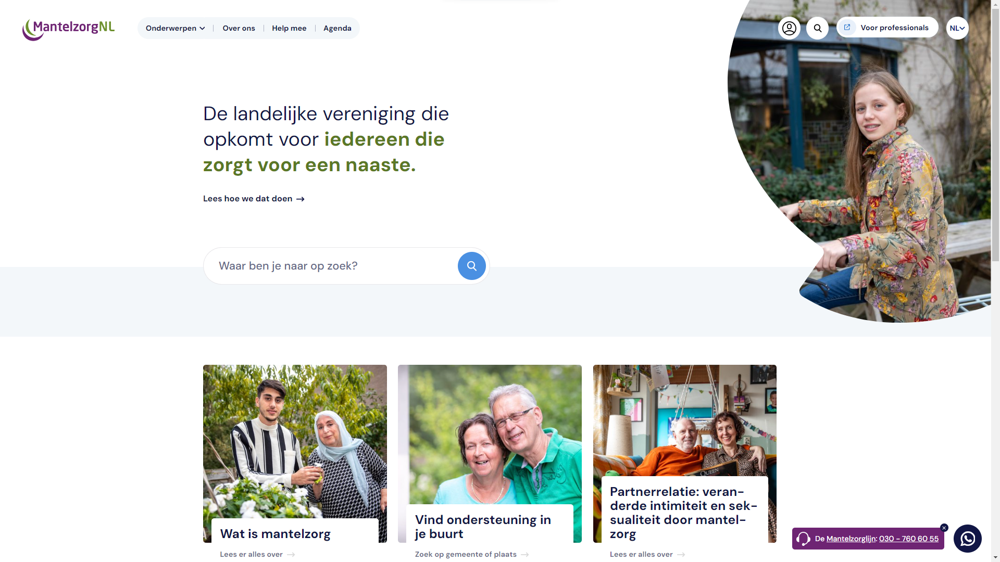 MantelzorgNL
Onderwerpen
Over ons
Help mee
Agenda
Voor professionals
NL
De landelijke vereniging die
opkomt voor iedereen die
zorgt voor een naaste.
Lees hoe we dat doen
Waar ben je naar op zoek?
QUEEN
Wat is mantelzorg
Lees er alles over
Vind ondersteuning in
je buurt
Zoek op gemeente of plaats
Partnerrelatie: veran-
derde intimiteit en sek-
sualiteit door mantel-
zorg
Lees er alles over
De Mantelzorglijn: 030 - 760 60 55